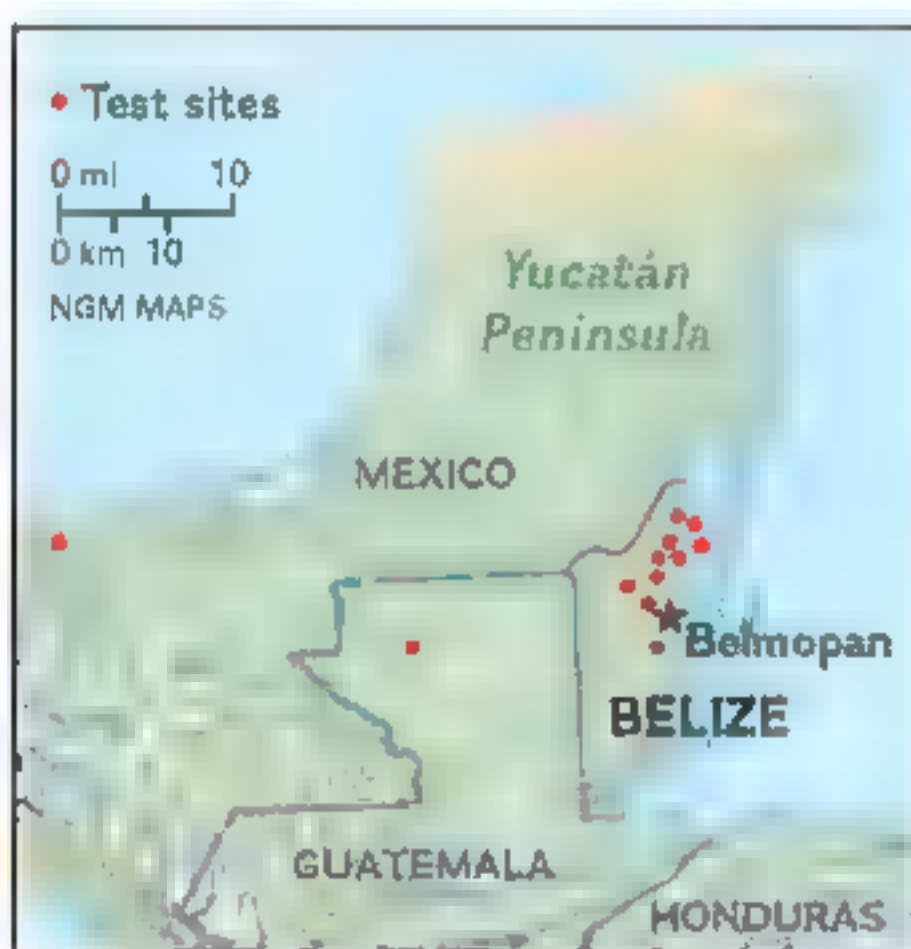 Test sites
0 mi 10
0 km 10
NGM MAPS
Yucatán
Peninsula
MEXICO
Belmopan
BELIZE
GUATEMALA
HONDURAS